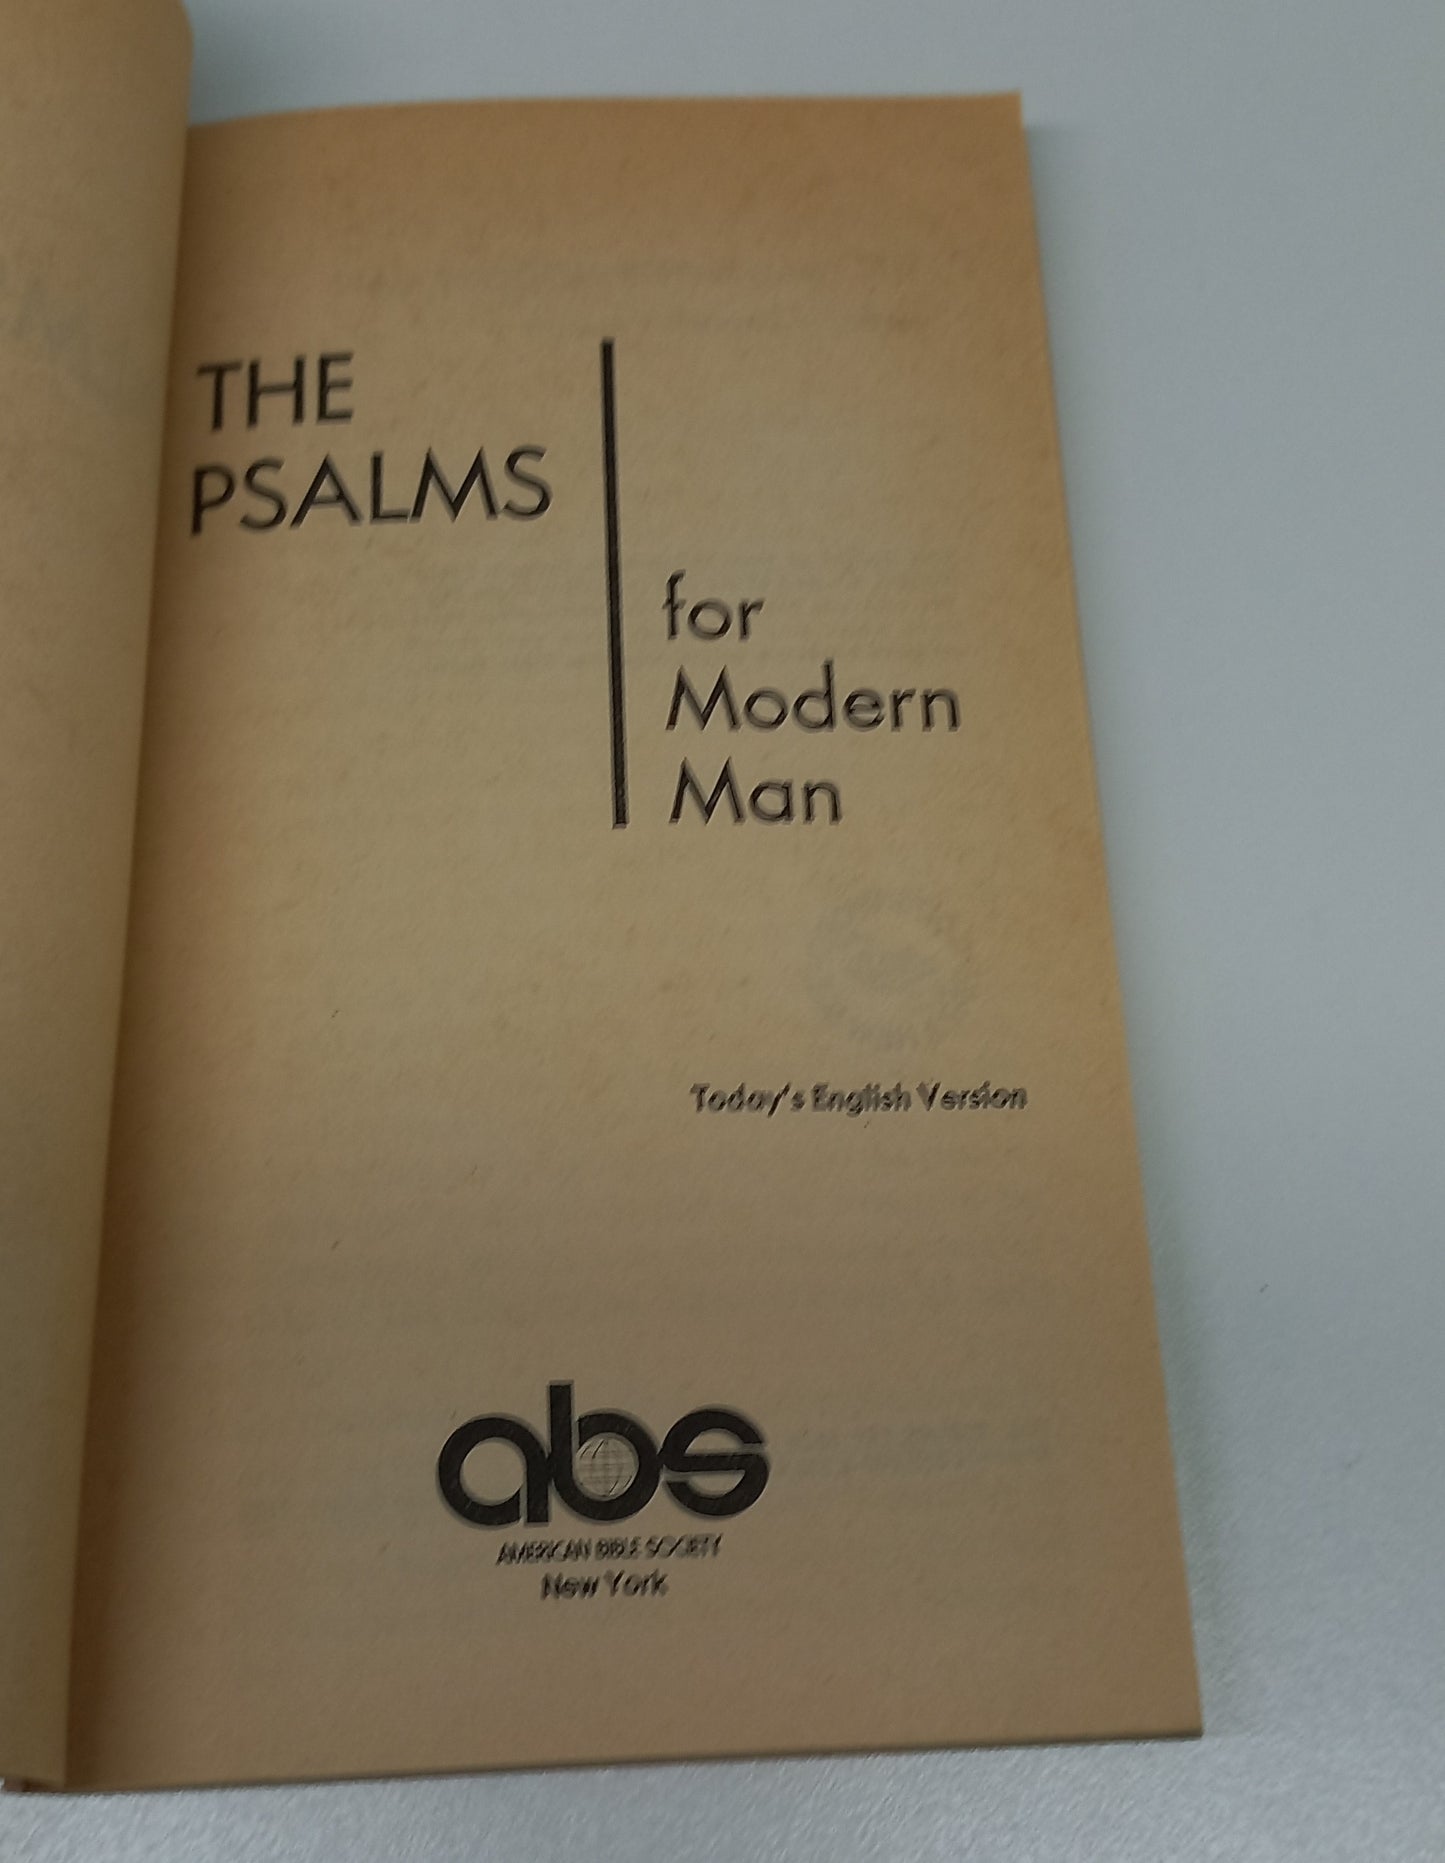 THE
PSALMS
for
Modern
Man
Today's English Version
abs
AMERICAN BIBLE SOCIETY
New York